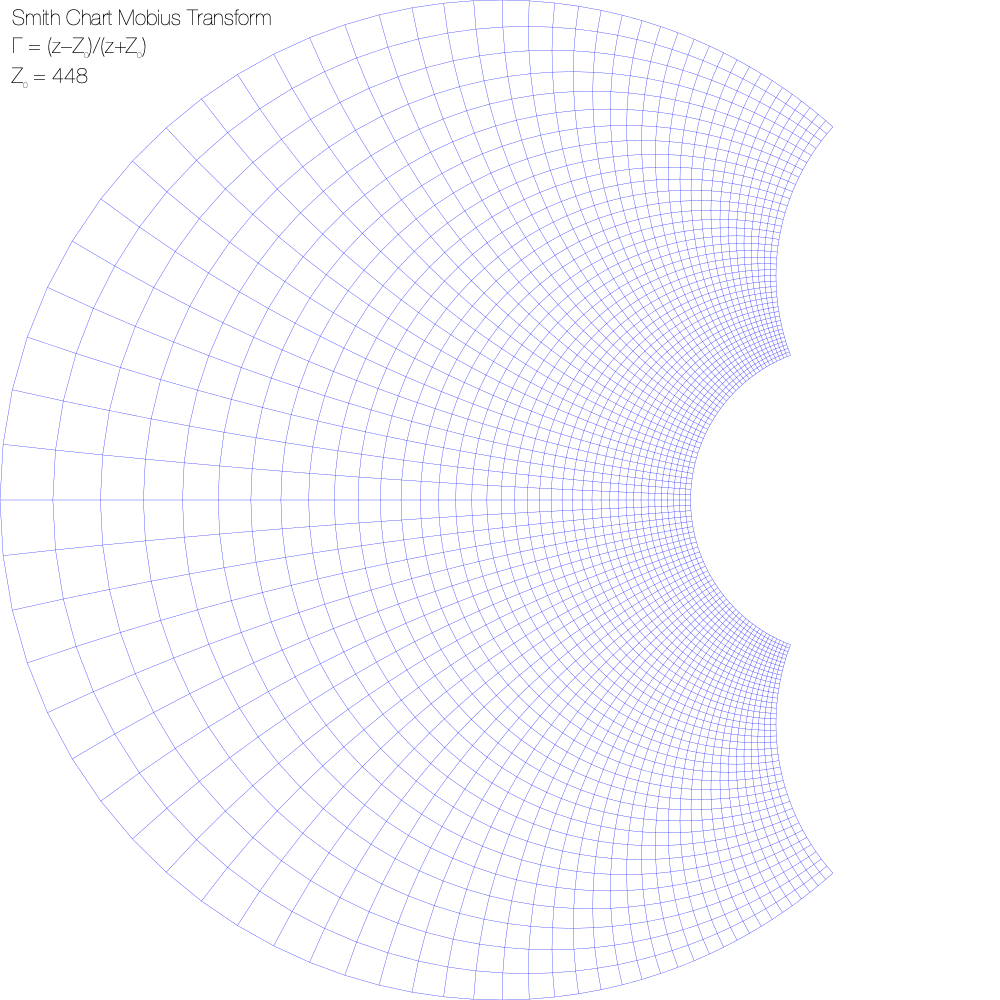 Smith Chart Mobius Transform
Γ = (z−Z₀)/(z+Z₀)
Z₀ = 448